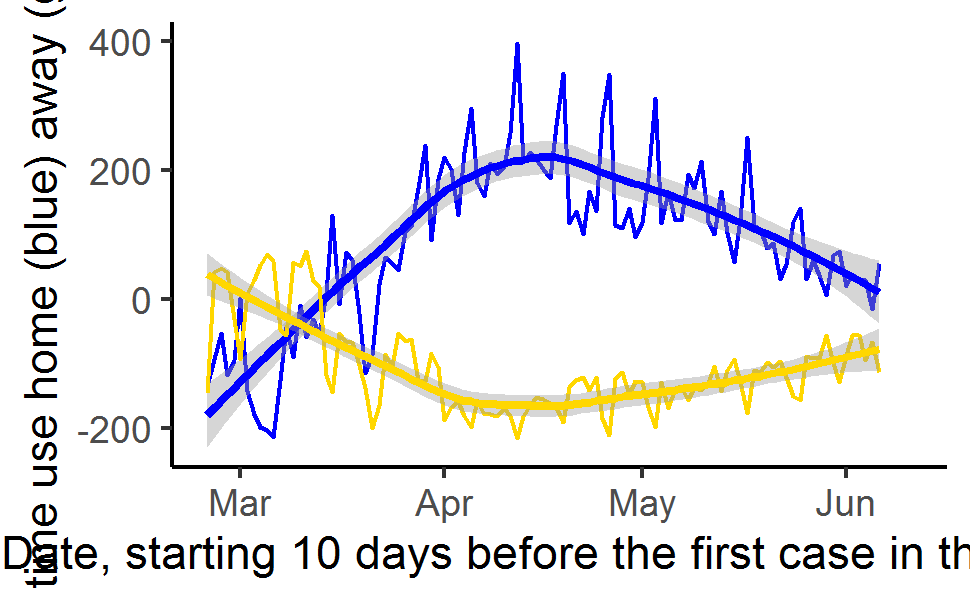 time use home (blue) away (
400
200
0
-200
Mar Apr May Jun
Date, starting 10 days before the first case in th